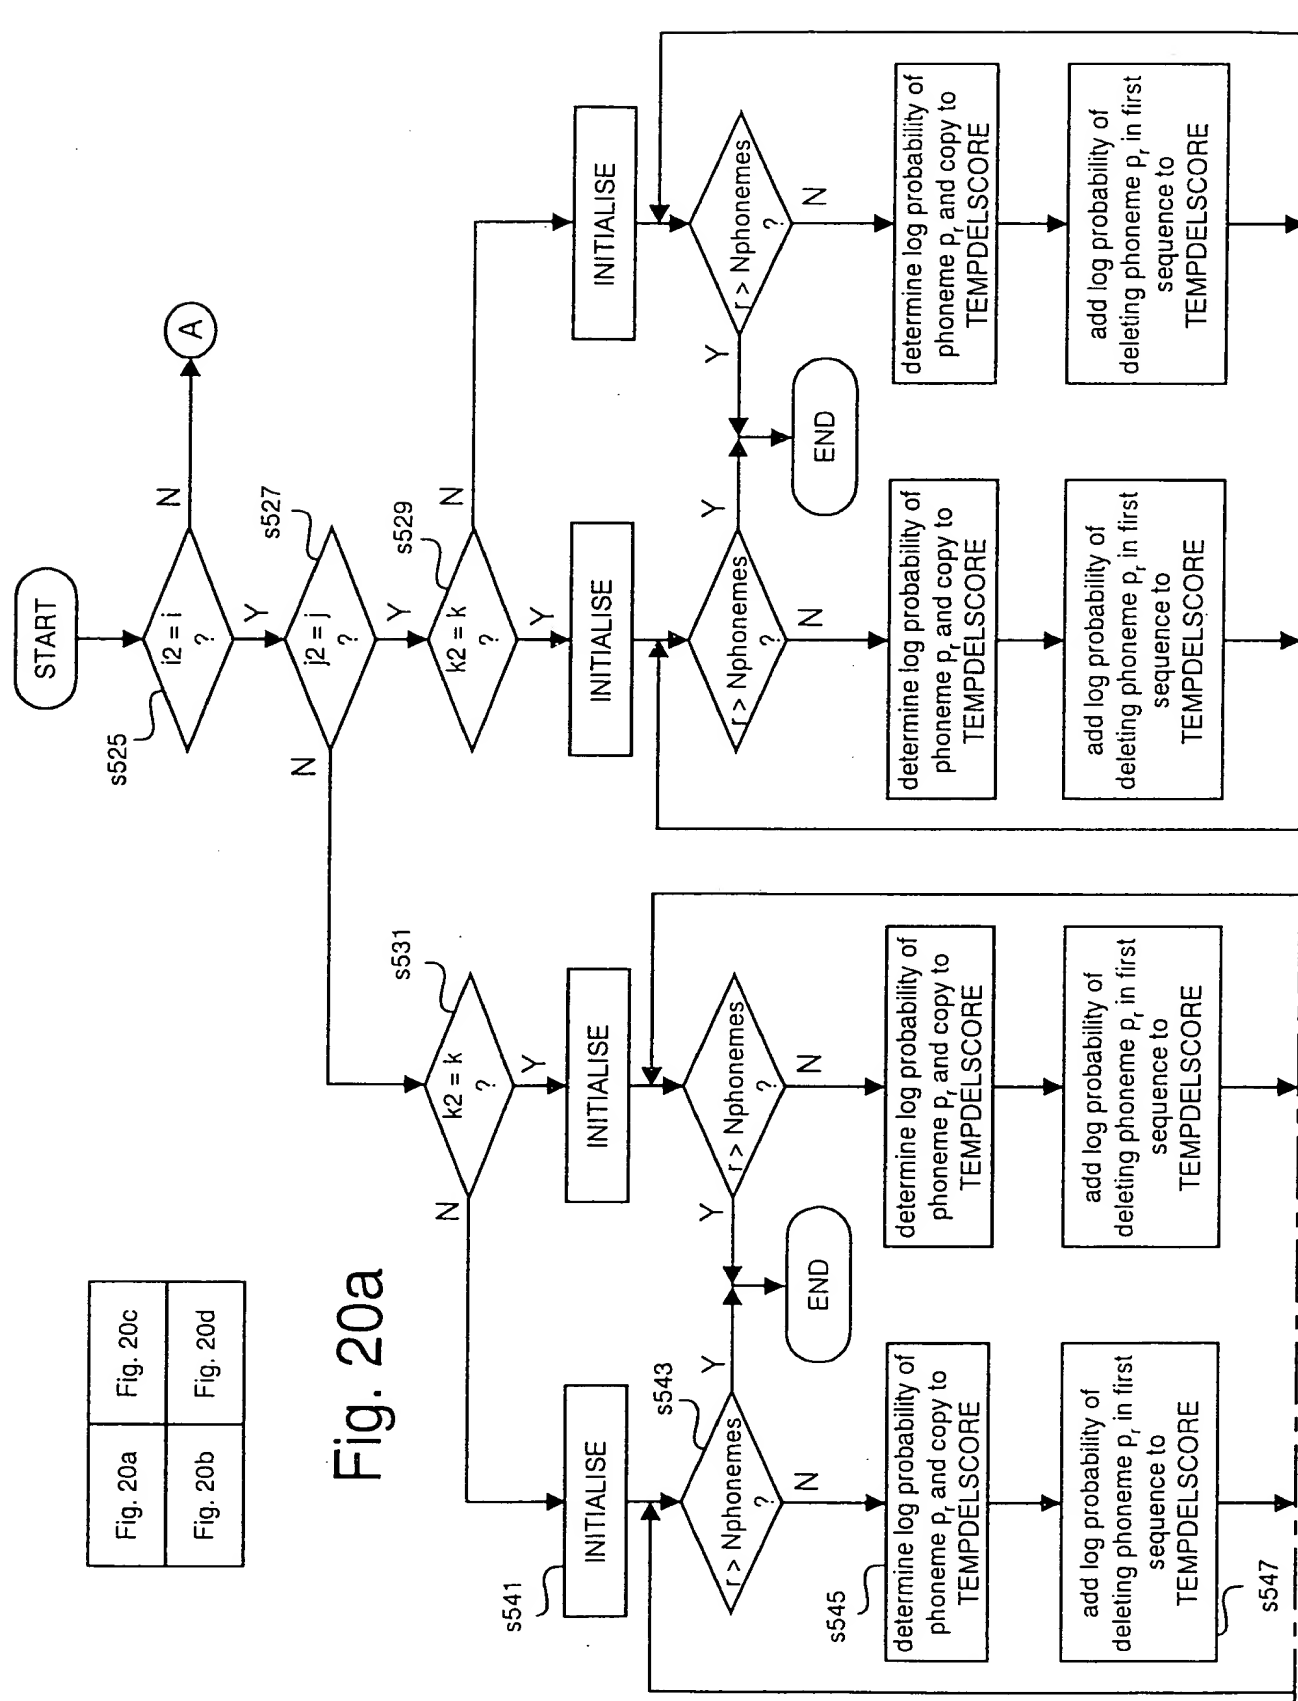 Fig. 20a
Fig. 20c
Fig. 20b
Fig. 20d
Fig. 20a
START
s525
i2 = i
?
N
A
Y
s527
j2 = j
?
N
Y
s531
k2 = k
?
N
Y
s529
k2 = k
?
N
Y
s541
INITIALISE
INITIALISE
INITIALISE
INITIALISE
s543
r > Nphonemes
?
Y
N
r > Nphonemes
?
Y
N
END
r > Nphonemes
?
Y
N
r > Nphonemes
?
Y
N
END
s545
determine log probability of
phoneme pr and copy to
TEMPDELSCORE
determine log probability of
phoneme pr and copy to
TEMPDELSCORE
determine log probability of
phoneme pr and copy to
TEMPDELSCORE
determine log probability of
phoneme pr and copy to
TEMPDELSCORE
add log probability of
deleting phoneme pr in first
sequence to
TEMPDELSCORE
s547
add log probability of
deleting phoneme pr in first
sequence to
TEMPDELSCORE
add log probability of
deleting phoneme pr in first
sequence to
TEMPDELSCORE
add log probability of
deleting phoneme pr in first
sequence to
TEMPDELSCORE